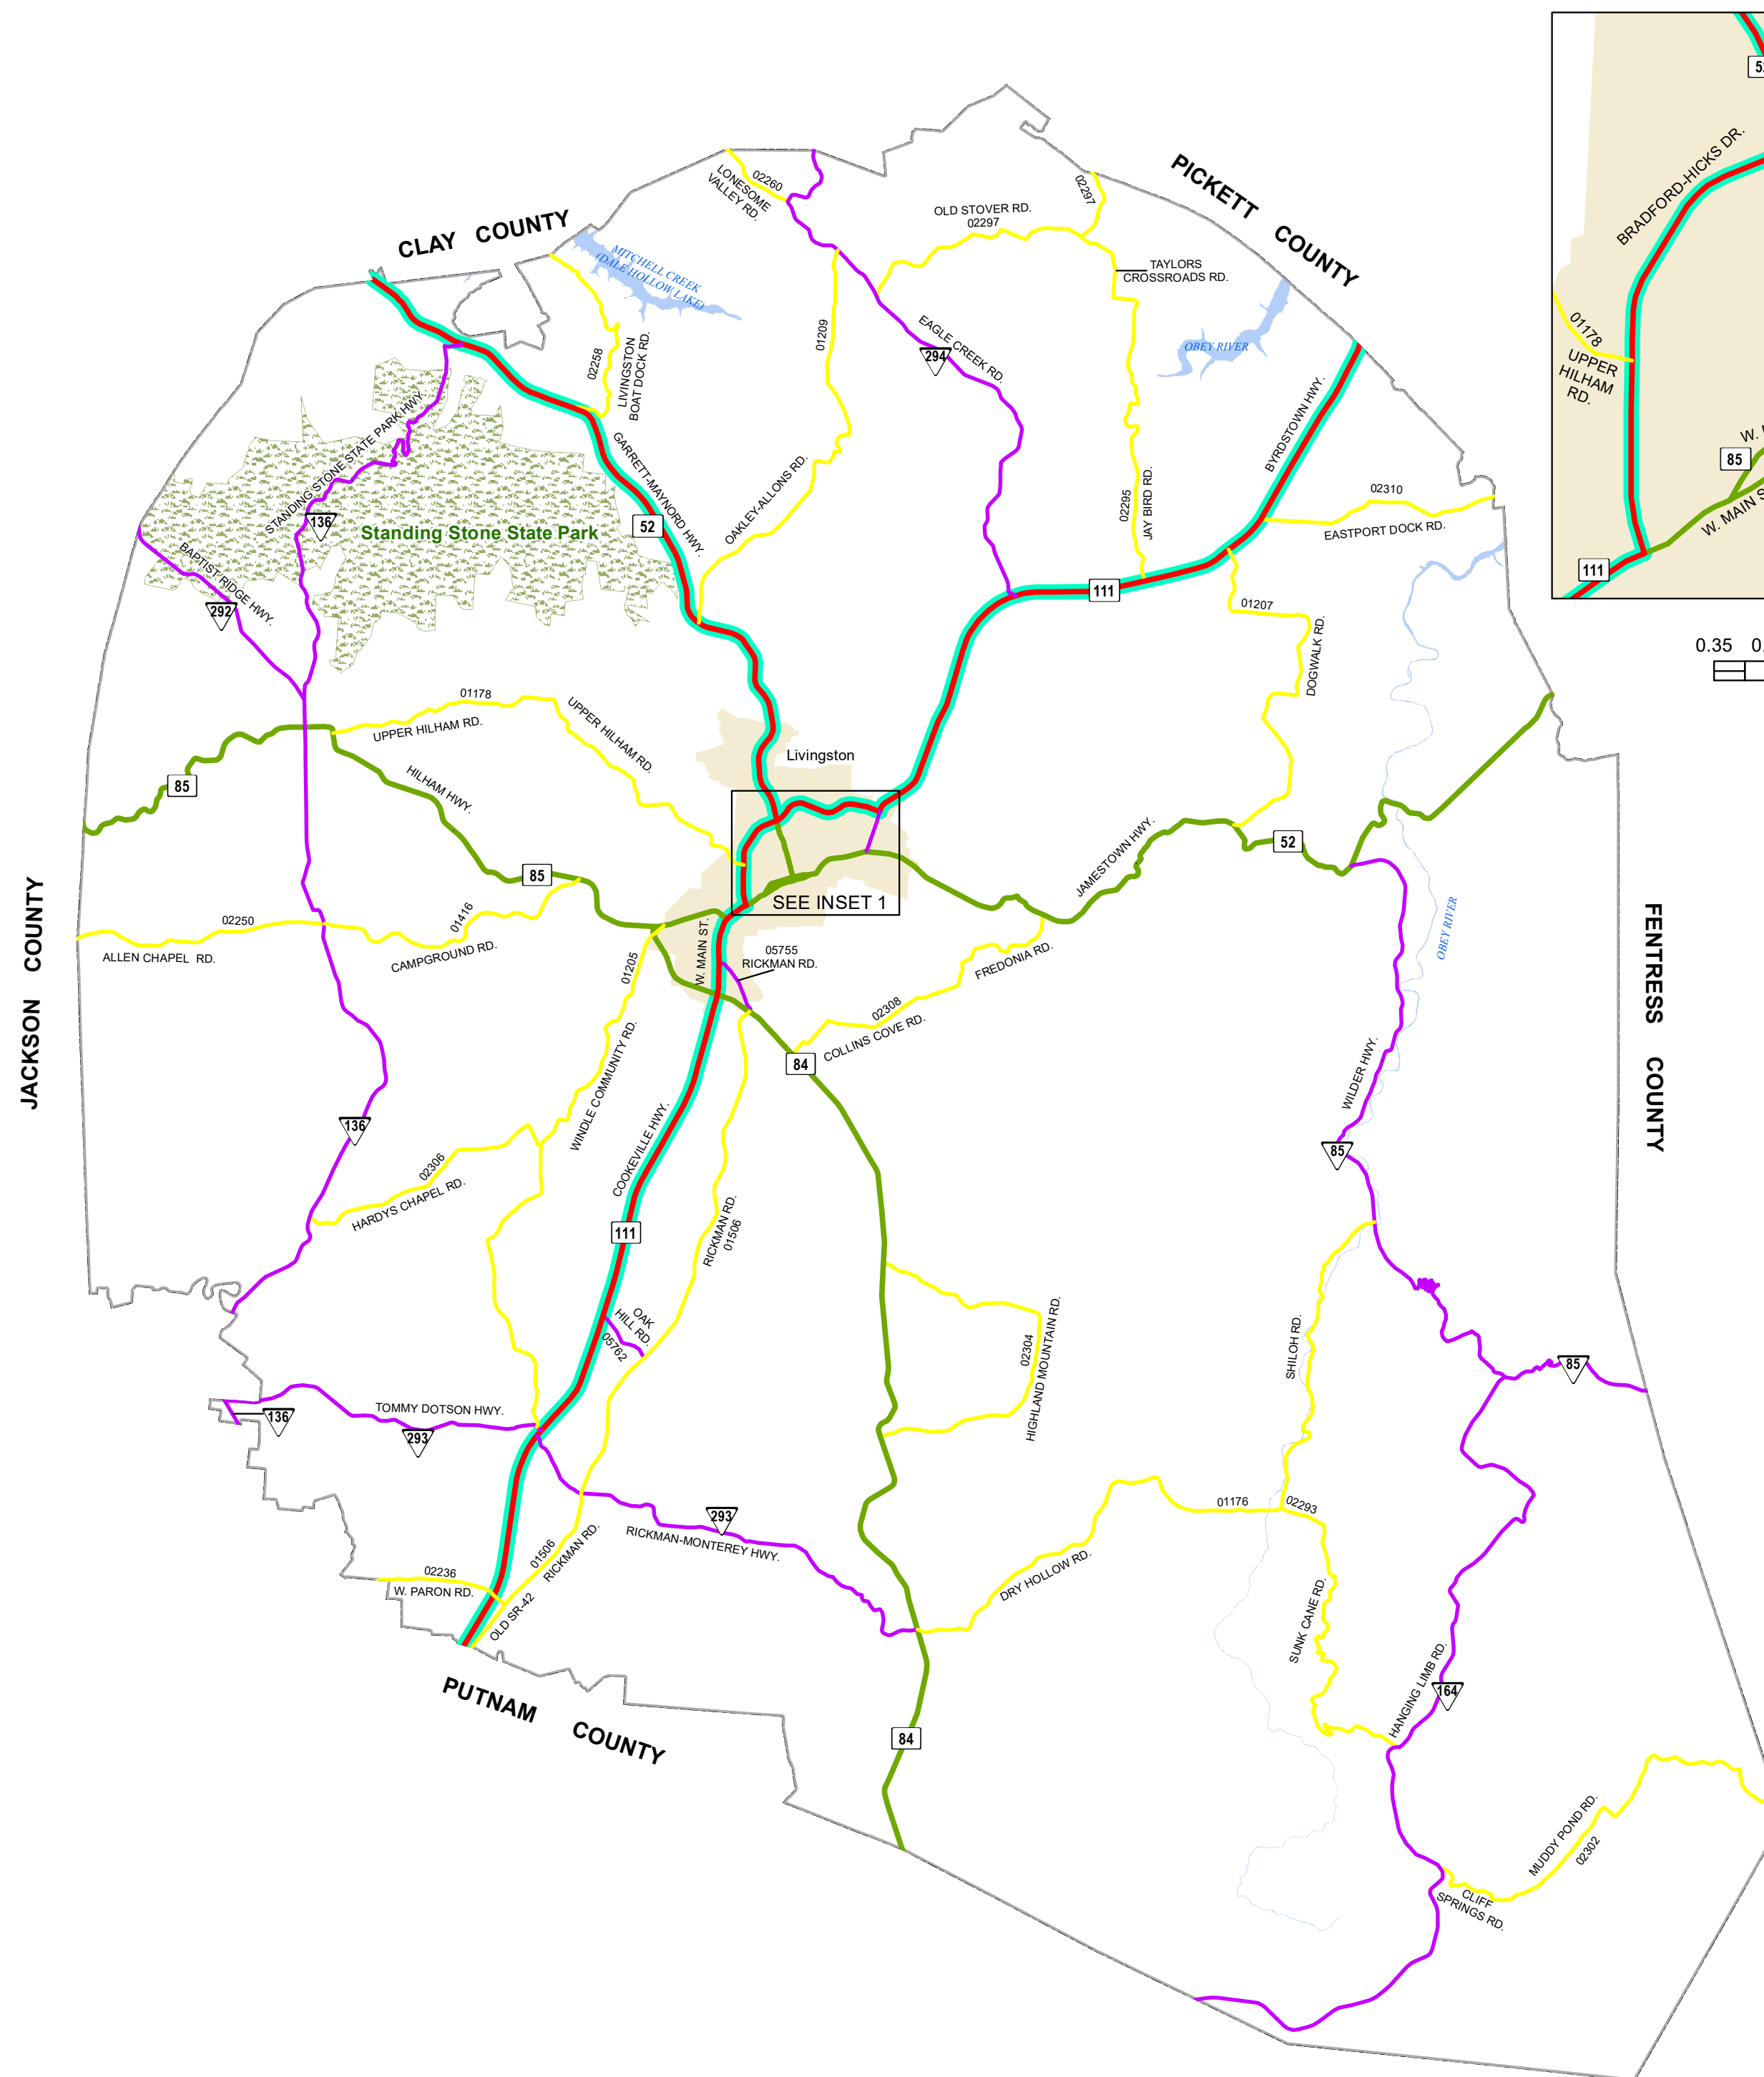 CLAY COUNTY
PICKETT COUNTY
FENTRESS COUNTY
JACKSON COUNTY
PUTNAM COUNTY
LONESOME
VALLEY RD.
02260
MITCHELL CREEK
(DALE HOLLOW LAKE)
OLD STOVER RD.
02297
02297
TAYLORS
CROSSROADS RD.
OBEY RIVER
EAGLE CREEK RD.
294
01209
02258
LIVINGSTON
BOAT DOCK RD.
GARRETT-MAYNORD HWY.
52
OAKLEY-ALLONS RD.
STANDING STONE STATE PARK HWY.
136
Standing Stone State Park
BAPTIST RIDGE HWY.
292
02295
JAY BIRD RD.
BYRDSTOWN HWY.
02310
EASTPORT DOCK RD.
111
01207
DOGWALK RD.
01178
UPPER HILHAM RD.
UPPER HILHAM RD.
Livingston
85
HILHAM HWY.
85
SEE INSET 1
JAMESTOWN HWY.
52
OBEY RIVER
02250
ALLEN CHAPEL RD.
01416
CAMPGROUND RD.
01205
W. MAIN ST.
05755
RICKMAN RD.
FREDONIA RD.
02308
COLLINS COVE RD.
84
WINDLE COMMUNITY RD.
136
COOKEVILLE HWY.
WILDER HWY.
85
02306
HARDYS CHAPEL RD.
111
RICKMAN RD.
01506
OAK
HILL RD.
05762
02304
HIGHLAND MOUNTAIN RD.
SHILOH RD.
85
TOMMY DOTSON HWY.
136
293
293
RICKMAN-MONTEREY HWY.
01176
02293
DRY HOLLOW RD.
SUNK CANE RD.
02236
W. PARON RD.
01506
RICKMAN RD.
OLD SR-42
84
HANGING LIMB RD.
164
MUDDY POND RD.
02302
CLIFF
SPRINGS RD.
BRADFORD-HICKS DR.
01178
UPPER
HILHAM
RD.
85
W. MAIN S
111
0.35